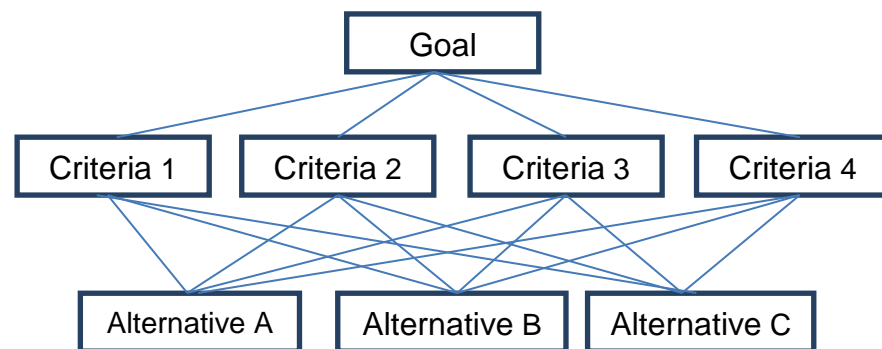 Goal
Criteria 1
Criteria 2
Criteria 3
Criteria 4
Alternative A
Alternative B
Alternative C